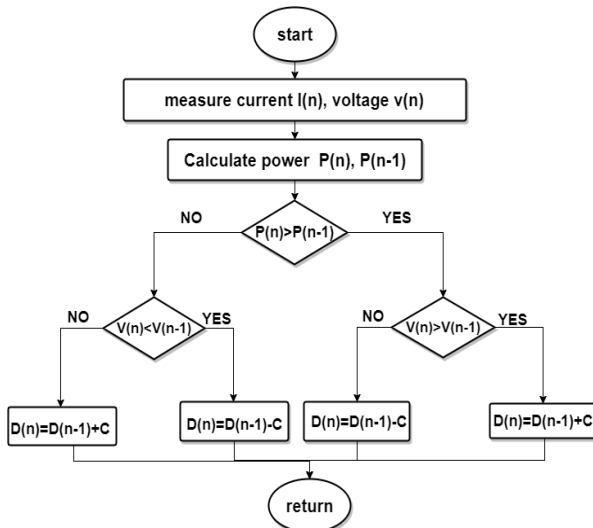 start
measure current I(n), voltage v(n)
Calculate power P(n), P(n-1)
NO
YES
P(n)>P(n-1)
NO
V(n)<V(n-1)
YES
NO
V(n)>V(n-1)
YES
D(n)=D(n-1)+C
D(n)=D(n-1)-C
D(n)=D(n-1)-C
D(n)=D(n-1)+C
return